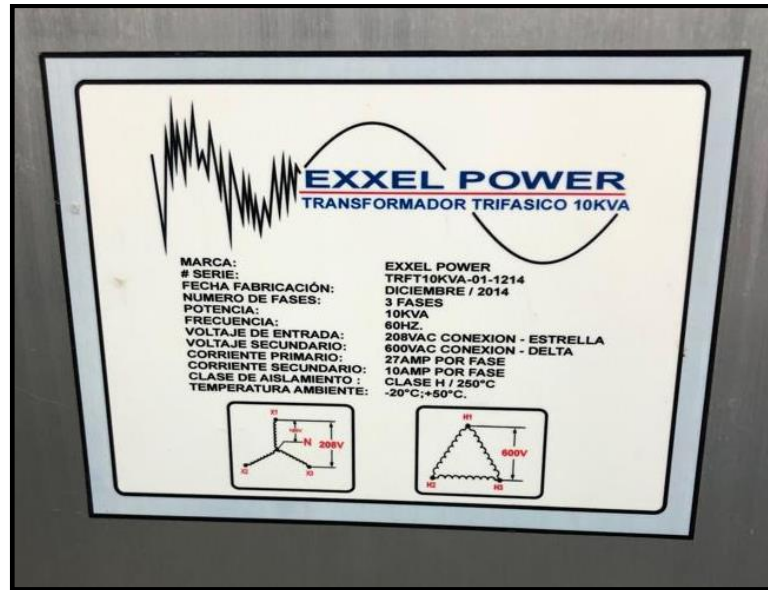 EXXEL POWER
TRANSFORMADOR TRIFASICO 10KVA
MARCA: EXXEL POWER
# SERIE: TRFT10KVA-01-1214
FECHA FABRICACIÓN: DICIEMBRE / 2014
NUMERO DE FASES: 3 FASES
POTENCIA: 10KVA
FRECUENCIA: 60HZ.
VOLTAJE DE ENTRADA: 208VAC CONEXION - ESTRELLA
VOLTAJE SECUNDARIO: 600VAC CONEXION - DELTA
CORRIENTE PRIMARIO: 27AMP POR FASE
CORRIENTE SECUNDARIO: 10AMP POR FASE
CLASE DE AISLAMIENTO : CLASE H / 250°C
TEMPERATURA AMBIENTE: -20°C;+50°C.
X1
N 208V
X2 X3
H1
600V
H2 H3